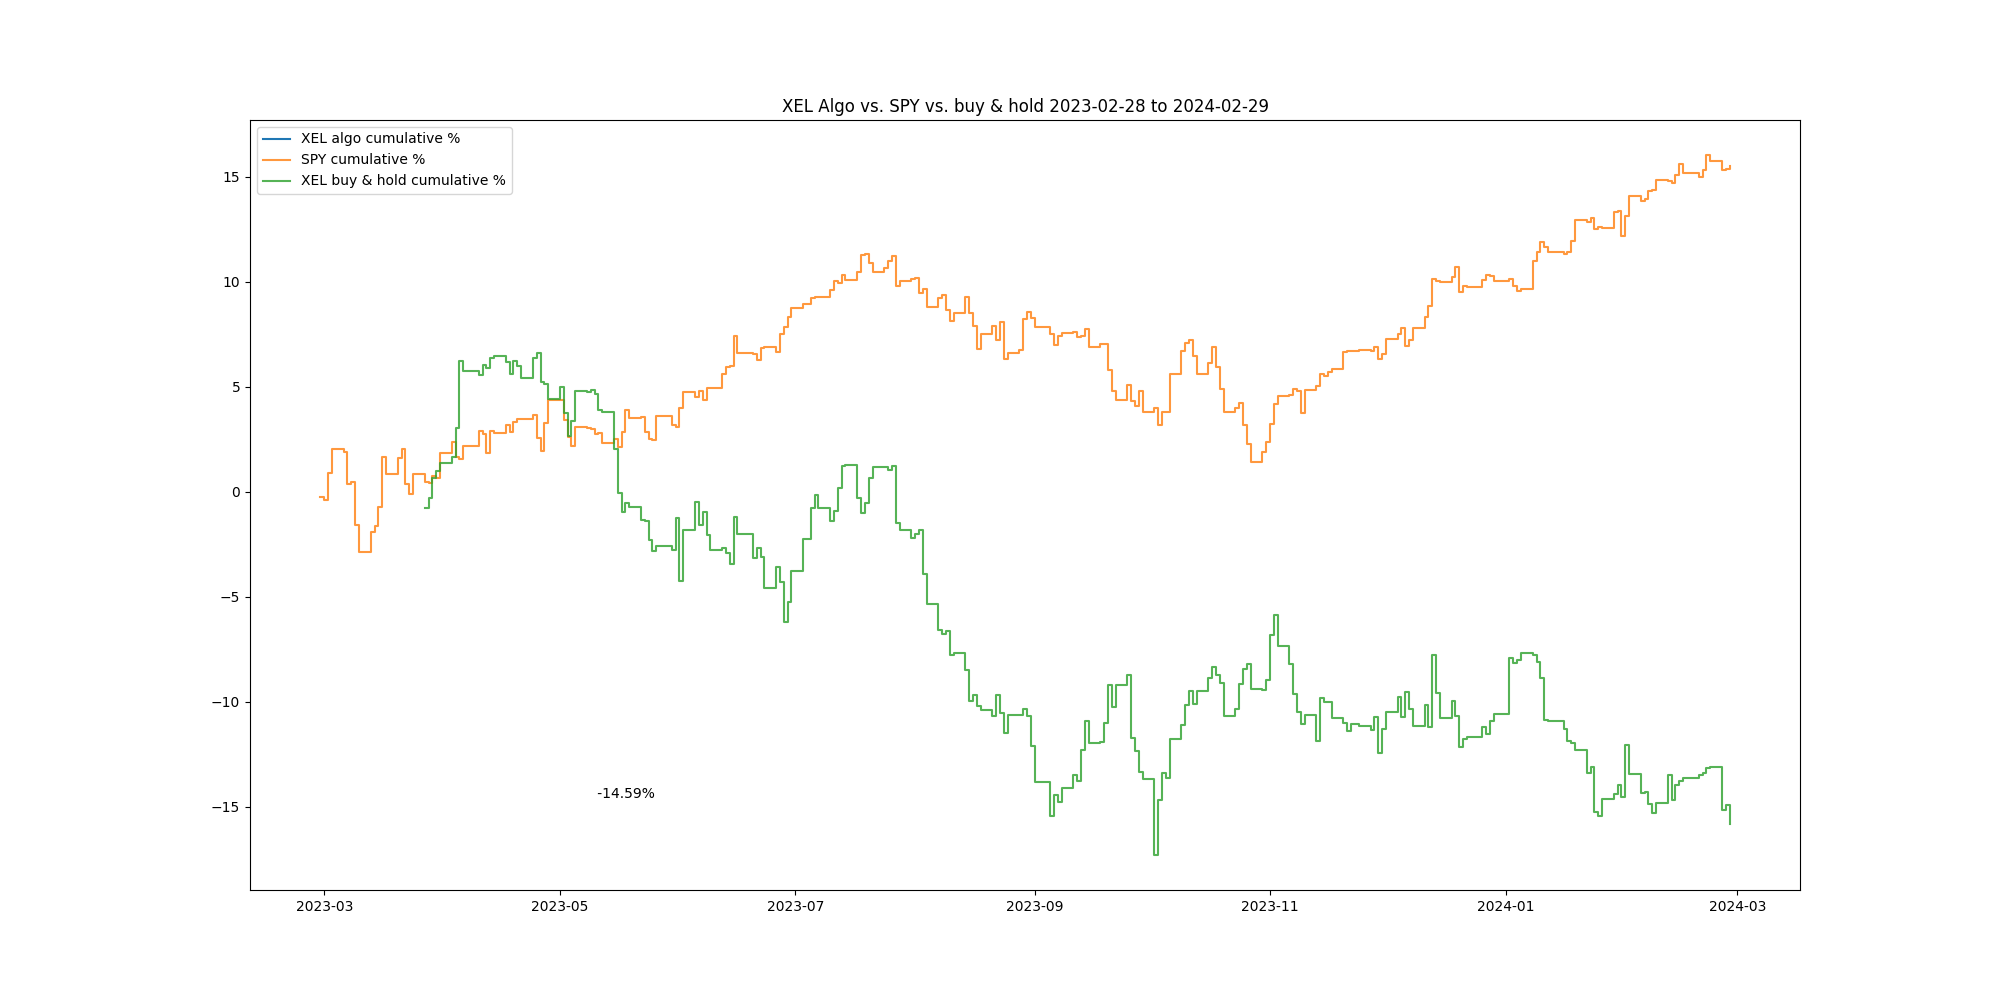 XEL Algo vs. SPY vs. buy & hold 2023-02-28 to 2024-02-29
XEL algo cumulative %
SPY cumulative %
XEL buy & hold cumulative %
15
10
5
0
−5
−10
−15
-14.59%
2023-03 2023-05 2023-07 2023-09 2023-11 2024-01 2024-03